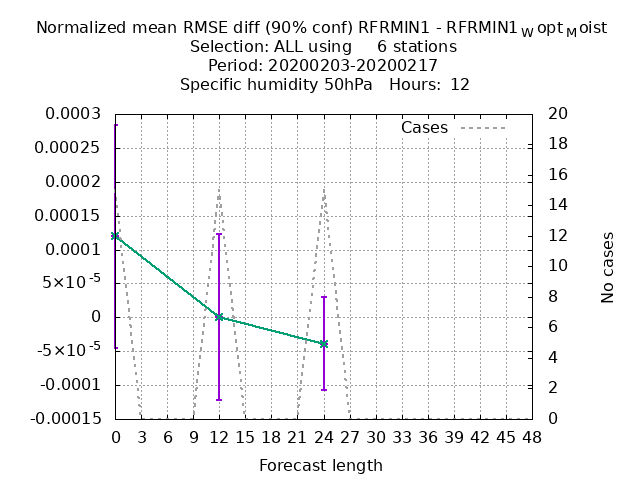 Normalized mean RMSE diff (90% conf) RFRMIN1 - RFRMIN1WoptMoist
Selection: ALL using 6 stations
Period: 20200203-20200217
Specific humidity 50hPa Hours: 12
Cases
0.0003
0.00025
0.0002
0.00015
0.0001
5×10-5
0
-5×10-5
-0.0001
-0.00015
20
18
16
14
12
10
8
6
4
2
0
No cases
0 3 6 9 12 15 18 21 24 27 30 33 36 39 42 45 48
Forecast length